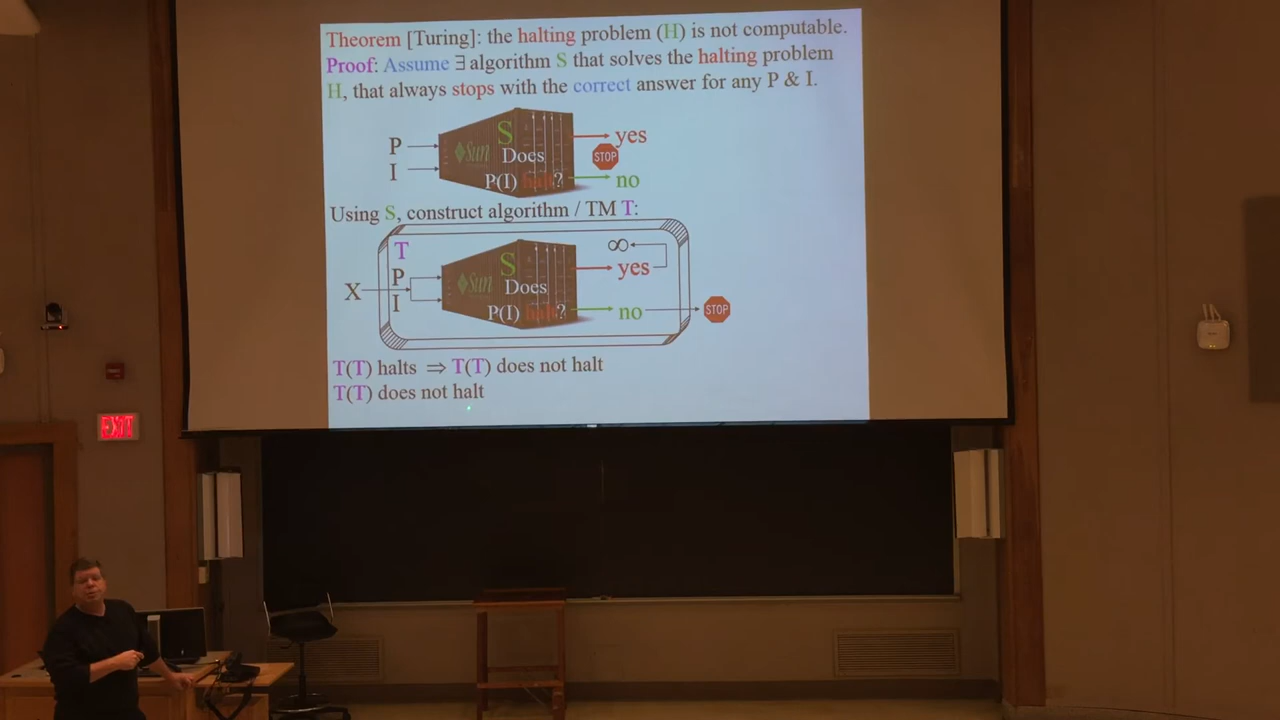 Theorem [Turing]: the halting problem (H) is not computable.
Proof: Assume ∃ algorithm S that solves the halting problem
H, that always stops with the correct answer for any P & I.
S
P
yes
Sun
Does
STOP
I
P(I) halt?
no
Using S, construct algorithm / TM T:
T
∞
S
P
yes
X
Sun
Does
I
P(I) halt?
no
STOP
T(T) halts ⇒ T(T) does not halt
T(T) does not halt
EXIT